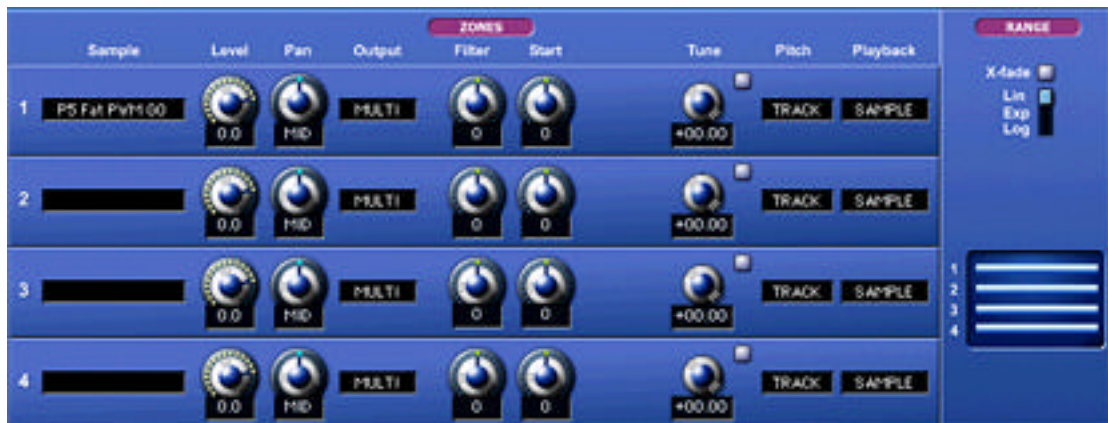 ZONES
RANGE
Sample Level Pan Output Filter Start Tune Pitch Playback
X-fade
Lin
Exp
Log
1 P5 Fat PWM G0 0.0 MID MULTI 0 0 +00.00 TRACK SAMPLE
2 0.0 MID MULTI 0 0 +00.00 TRACK SAMPLE
3 0.0 MID MULTI 0 0 +00.00 TRACK SAMPLE
4 0.0 MID MULTI 0 0 +00.00 TRACK SAMPLE
1
2
3
4